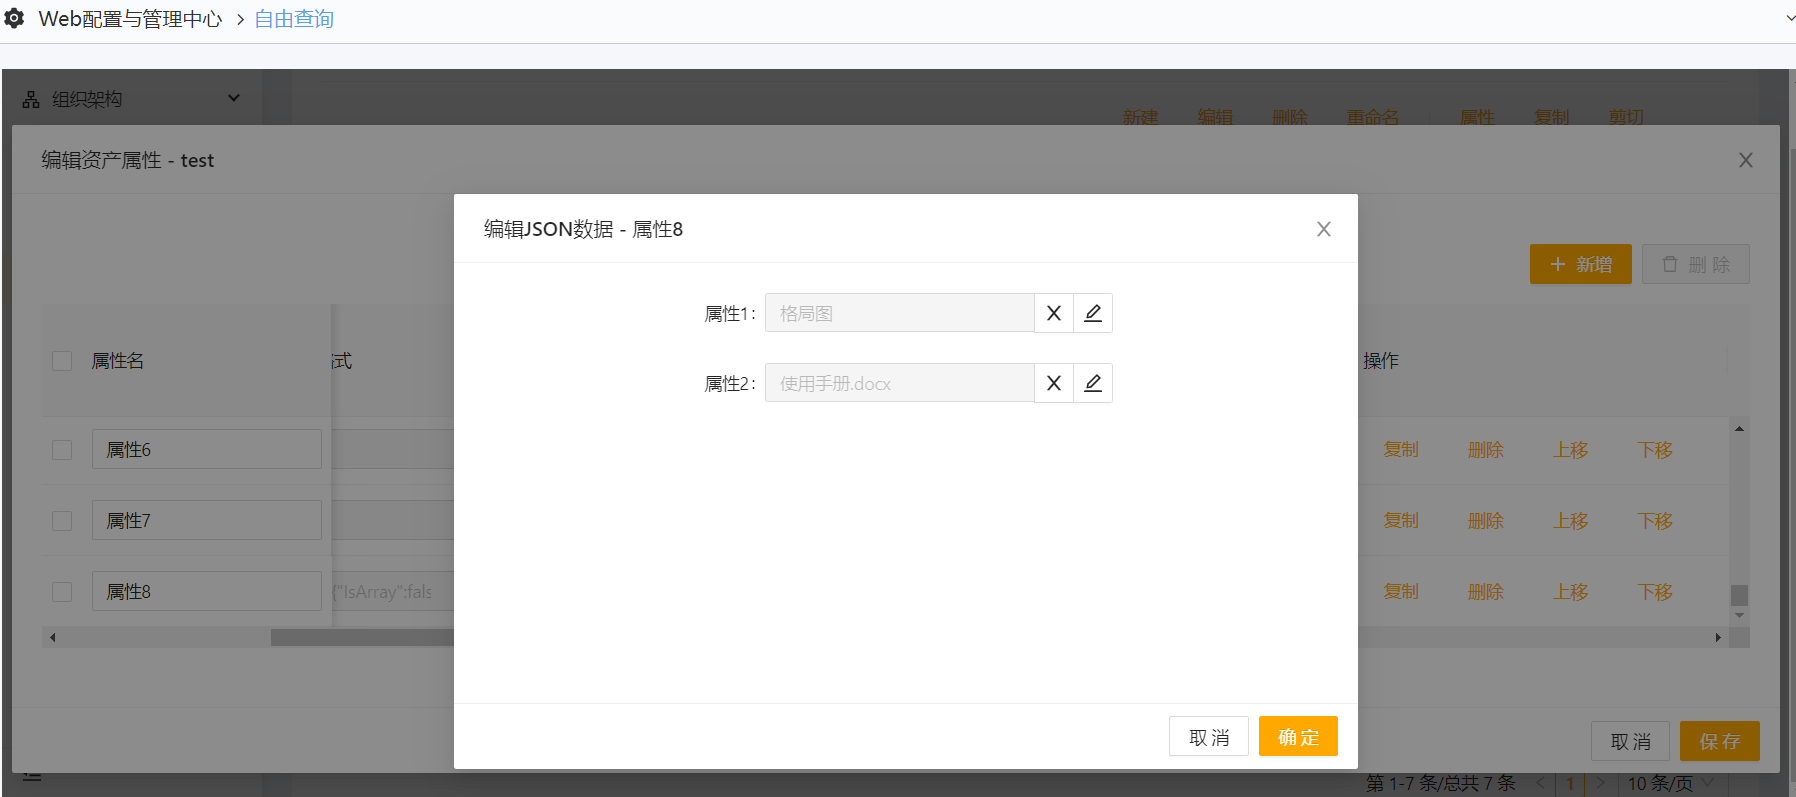 Web配置与管理中心 > 自由查询
组织架构
新建 编辑 删除 重命名 属性 复制 剪切
编辑资产属性 - test
编辑JSON数据 - 属性8
新增 删除
属性1: 格局图
属性名 式 操作
属性2: 使用手册.docx
属性6 复制 删除 上移 下移
属性7 复制 删除 上移 下移
属性8 {"IsArray":fals 复制 删除 上移 下移
取消 确定
取消 保存
第 1-7 条/总共 7 条 < 1 > 10 条/页